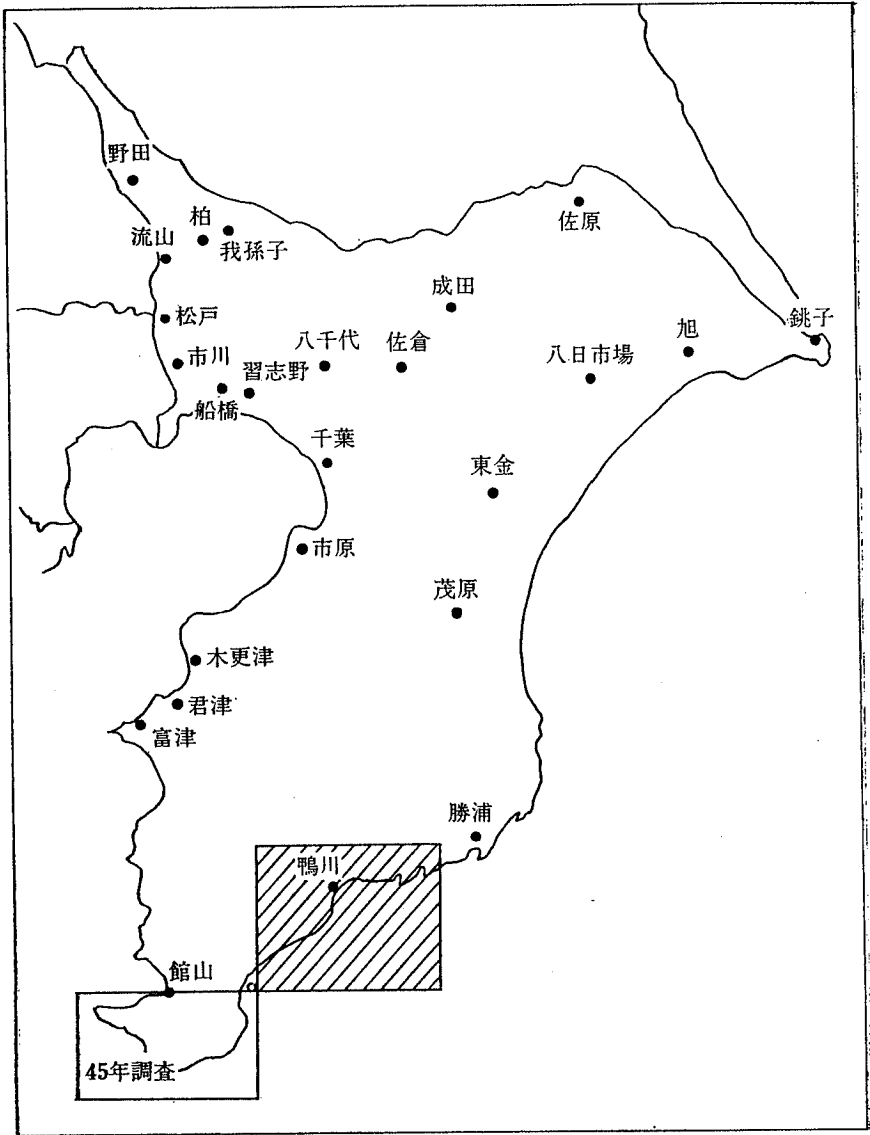 野田
柏
我孫子
流山
佐原
成田
松戸
銚子
旭
八千代
佐倉
八日市場
市川
習志野
船橋
千葉
東金
市原
茂原
木更津
君津
富津
勝浦
鴨川
館山
45年調査